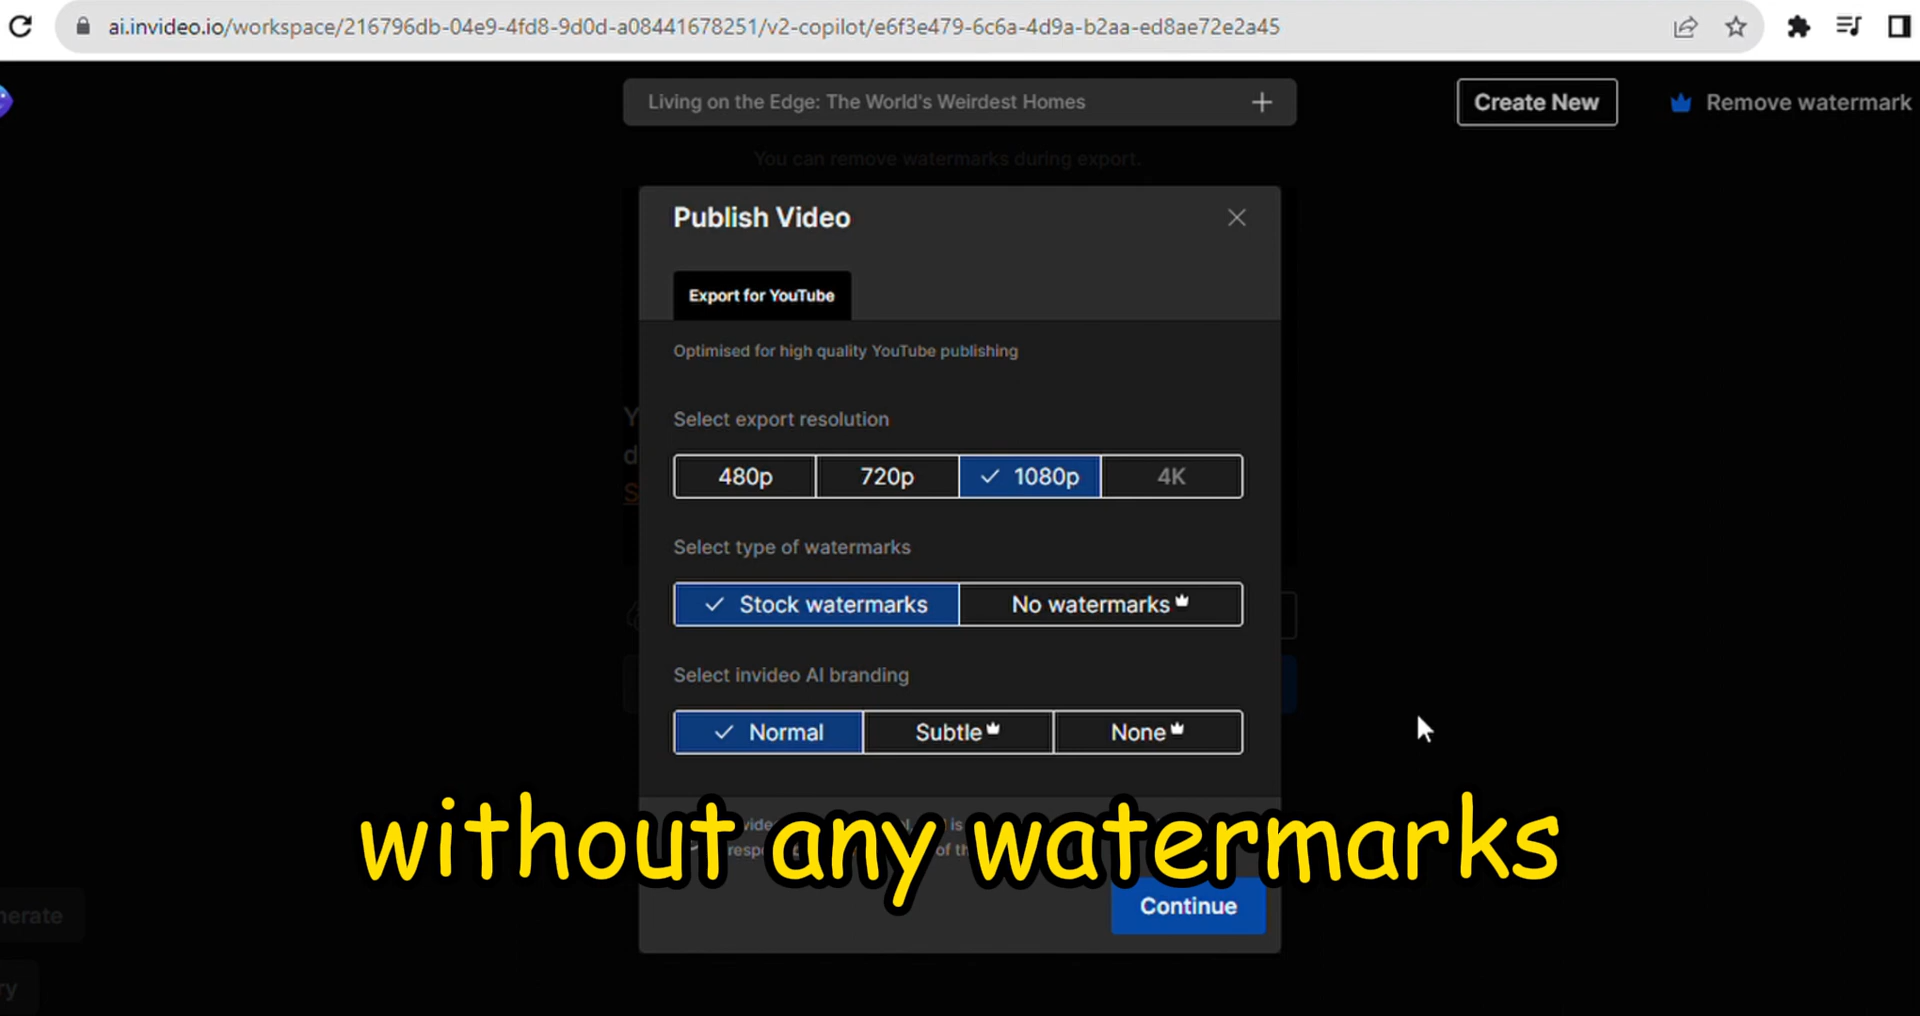 ai.invideo.io/workspace/216796db-04e9-4fd8-9d0d-a08441678251/v2-copilot/e6f3e479-6c6a-4d9a-b2aa-ed8ae72e2a45
Living on the Edge: The World's Weirdest Homes
Create New
Remove watermark
You can remove watermarks during export.
Publish Video
Export for YouTube
Optimised for high quality YouTube publishing
Select export resolution
480p 720p 1080p 4K
Select type of watermarks
Stock watermarks No watermarks
Select invideo AI branding
Normal Subtle None
without any watermarks
Continue